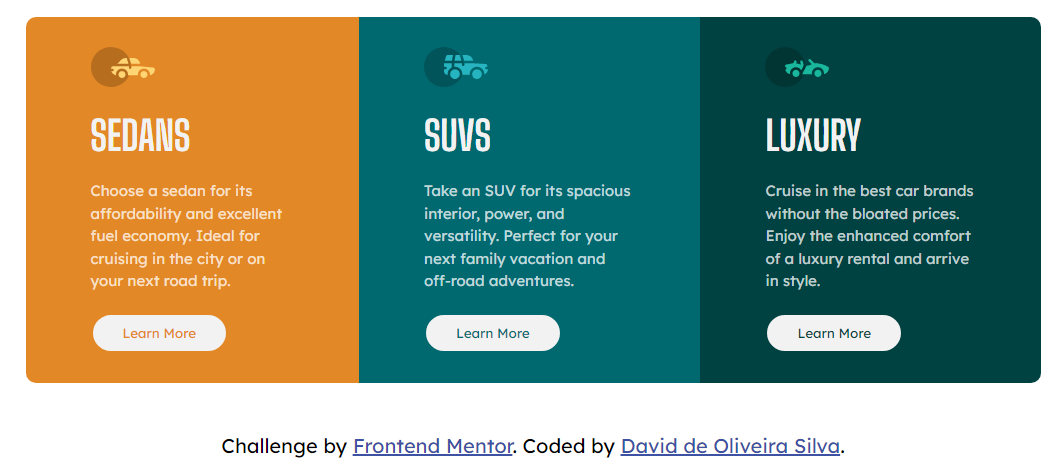 SEDANS
Choose a sedan for its
affordability and excellent
fuel economy. Ideal for
cruising in the city or on
your next road trip.
Learn More
SUVS
Take an SUV for its spacious
interior, power, and
versatility. Perfect for your
next family vacation and
off-road adventures.
Learn More
LUXURY
Cruise in the best car brands
without the bloated prices.
Enjoy the enhanced comfort
of a luxury rental and arrive
in style.
Learn More
Challenge by Frontend Mentor. Coded by David de Oliveira Silva.